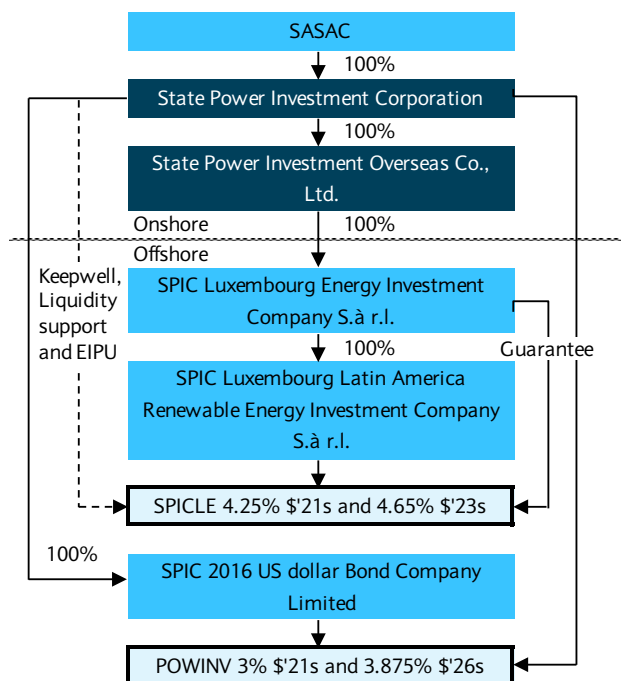 SASAC
100%
State Power Investment Corporation
100%
State Power Investment Overseas Co.,
Ltd.
Onshore
100%
Offshore
Keepwell,
Liquidity
support
and EIPU
SPIC Luxembourg Energy Investment
Company S.à r.l.
100%
Guarantee
SPIC Luxembourg Latin America
Renewable Energy Investment Company
S.à r.l.
SPICLE 4.25% $'21s and 4.65% $'23s
100%
SPIC 2016 US dollar Bond Company
Limited
POWINV 3% $'21s and 3.875% $'26s